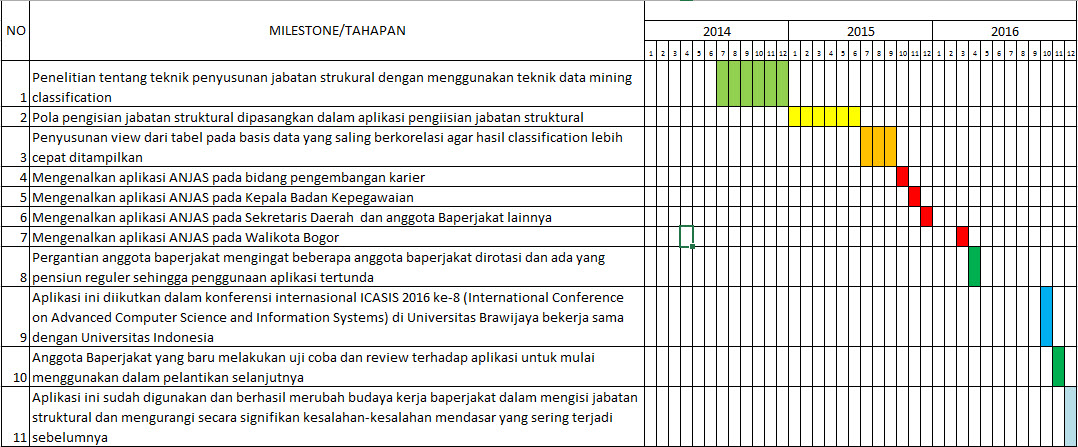 NO MILESTONE/TAHAPAN 2014 2015 2016
1 2 3 4 5 6 7 8 9 10 11 12 1 2 3 4 5 6 7 8 9 10 11 12 1 2 3 4 5 6 7 8 9 10 11 12
Penelitian tentang teknik penyusunan jabatan strukural dengan menggunakan teknik data mining
1 classification
2 Pola pengisian jabatan struktural dipasangkan dalam aplikasi pengiisian jabatan struktural
Penyusunan view dari tabel pada basis data yang saling berkorelasi agar hasil classification lebih
3 cepat ditampilkan
4 Mengenalkan aplikasi ANJAS pada bidang pengembangan karier
5 Mengenalkan aplikasi ANJAS pada Kepala Badan Kepegawaian
6 Mengenalkan aplikasi ANJAS pada Sekretaris Daerah dan anggota Baperjakat lainnya
7 Mengenalkan aplikasi ANJAS pada Walikota Bogor
Pergantian anggota baperjakat mengingat beberapa anggota baperjakat dirotasi dan ada yang
8 pensiun reguler sehingga penggunaan aplikasi tertunda
Aplikasi ini diikutkan dalam konferensi internasional ICASIS 2016 ke-8 (International Conference
on Advanced Computer Science and Information Systems) di Universitas Brawijaya bekerja sama
9 dengan Universitas Indonesia
Anggota Baperjakat yang baru melakukan uji coba dan review terhadap aplikasi untuk mulai
10 menggunakan dalam pelantikan selanjutnya
Aplikasi ini sudah digunakan dan berhasil merubah budaya kerja baperjakat dalam mengisi jabatan
struktural dan mengurangi secara signifikan kesalahan-kesalahan mendasar yang sering terjadi
11 sebelumnya